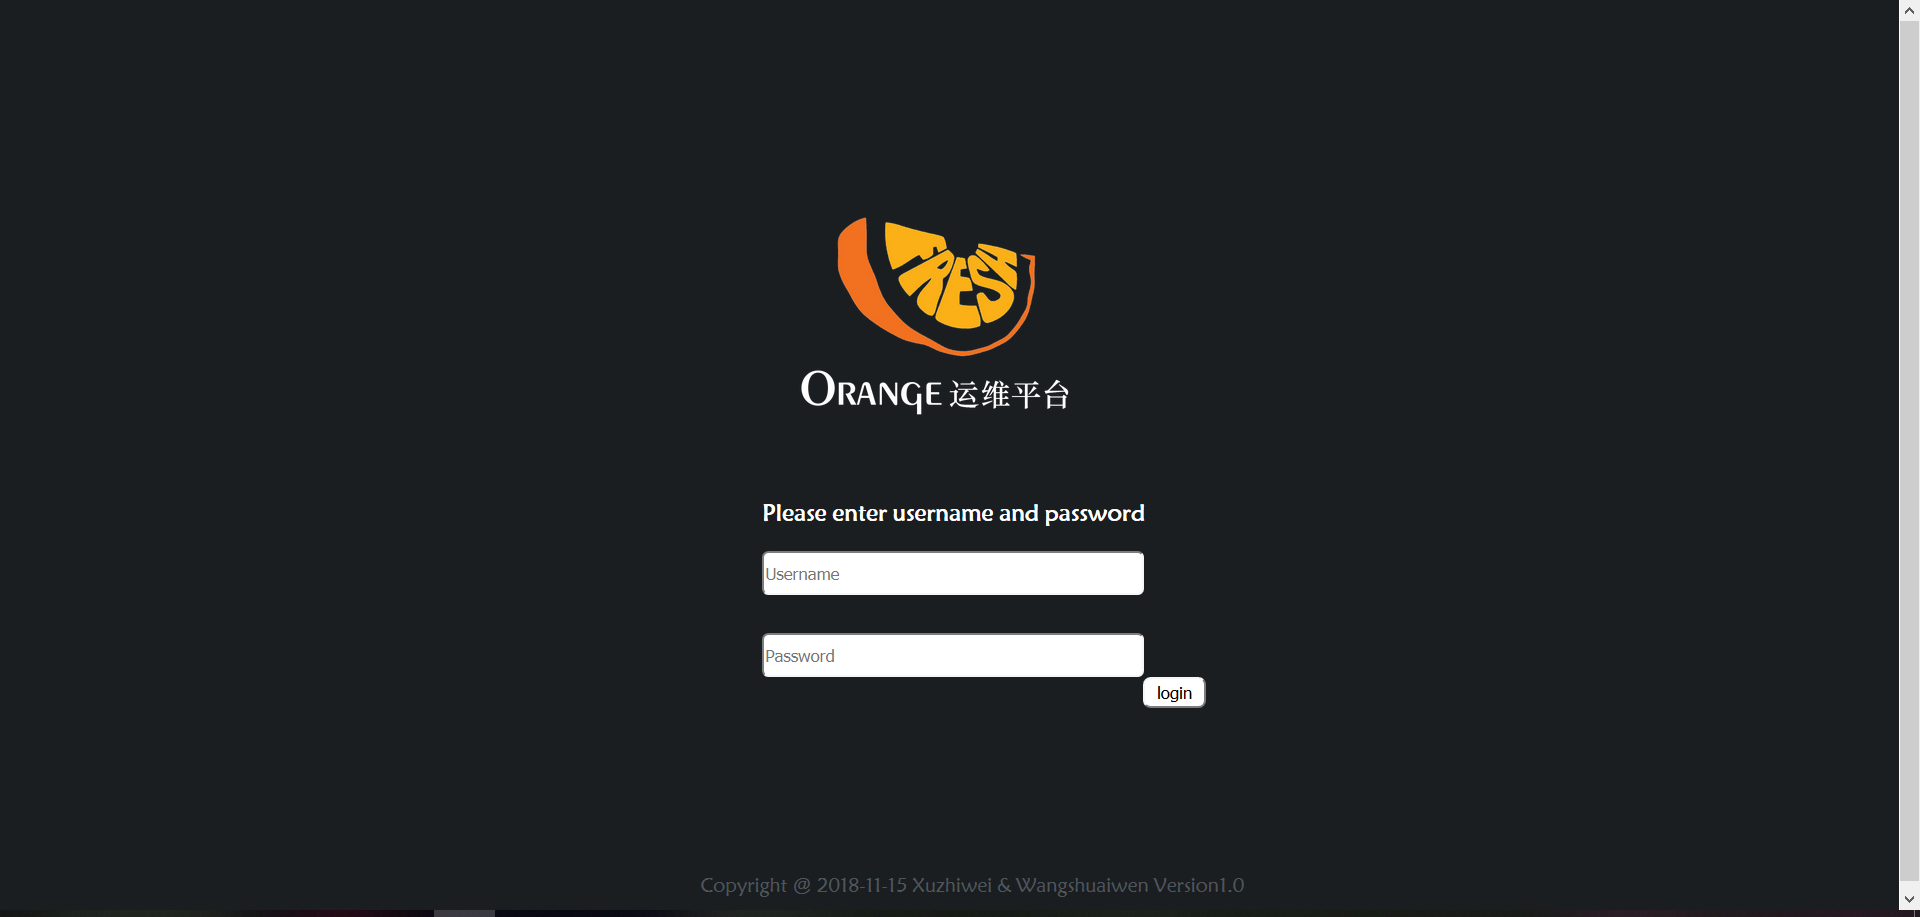 FRESH
ORANGE 运维平台
Please enter username and password
Username
Password
login
Copyright @ 2018-11-15 Xuzhiwei & Wangshuaiwen Version1.0